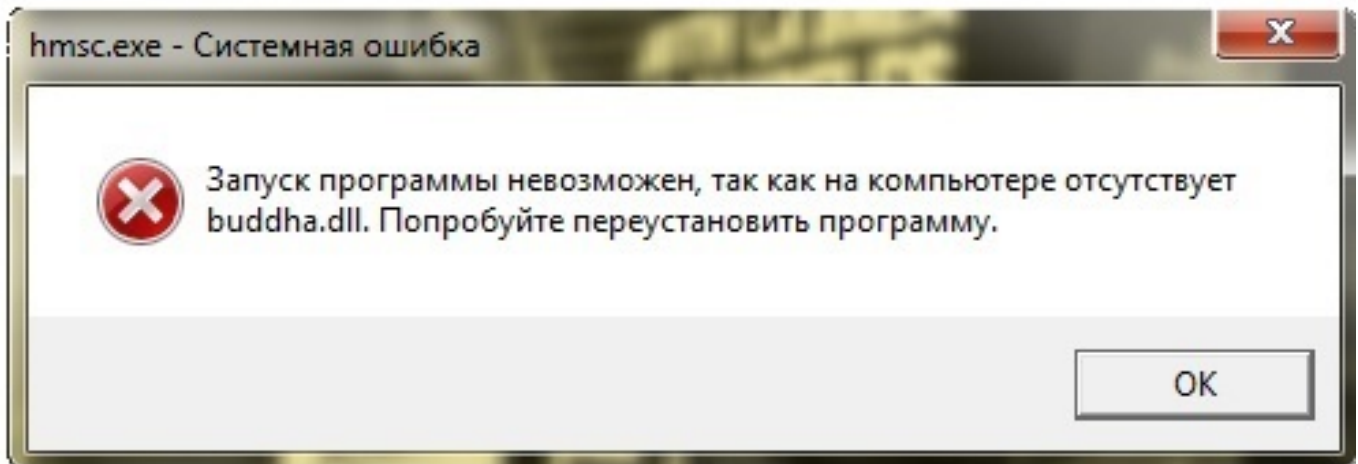 hmsc.exe - Системная ошибка
Запуск программы невозможен, так как на компьютере отсутствует
buddha.dll. Попробуйте переустановить программу.
OK